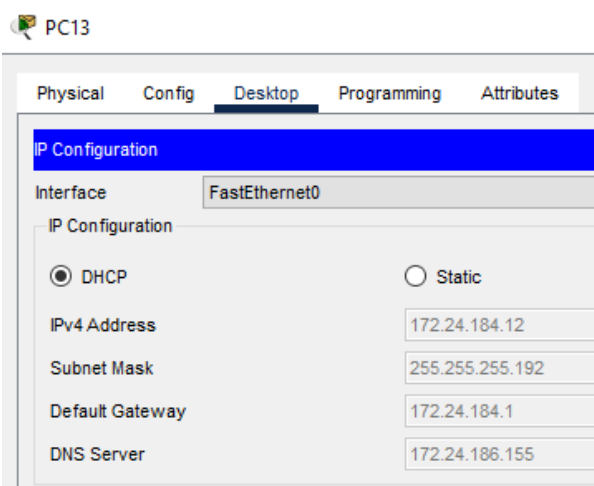 PC13
Physical Config Desktop Programming Attributes
IP Configuration
Interface FastEthernet0
IP Configuration
DHCP Static
IPv4 Address 172.24.184.12
Subnet Mask 255.255.255.192
Default Gateway 172.24.184.1
DNS Server 172.24.186.155